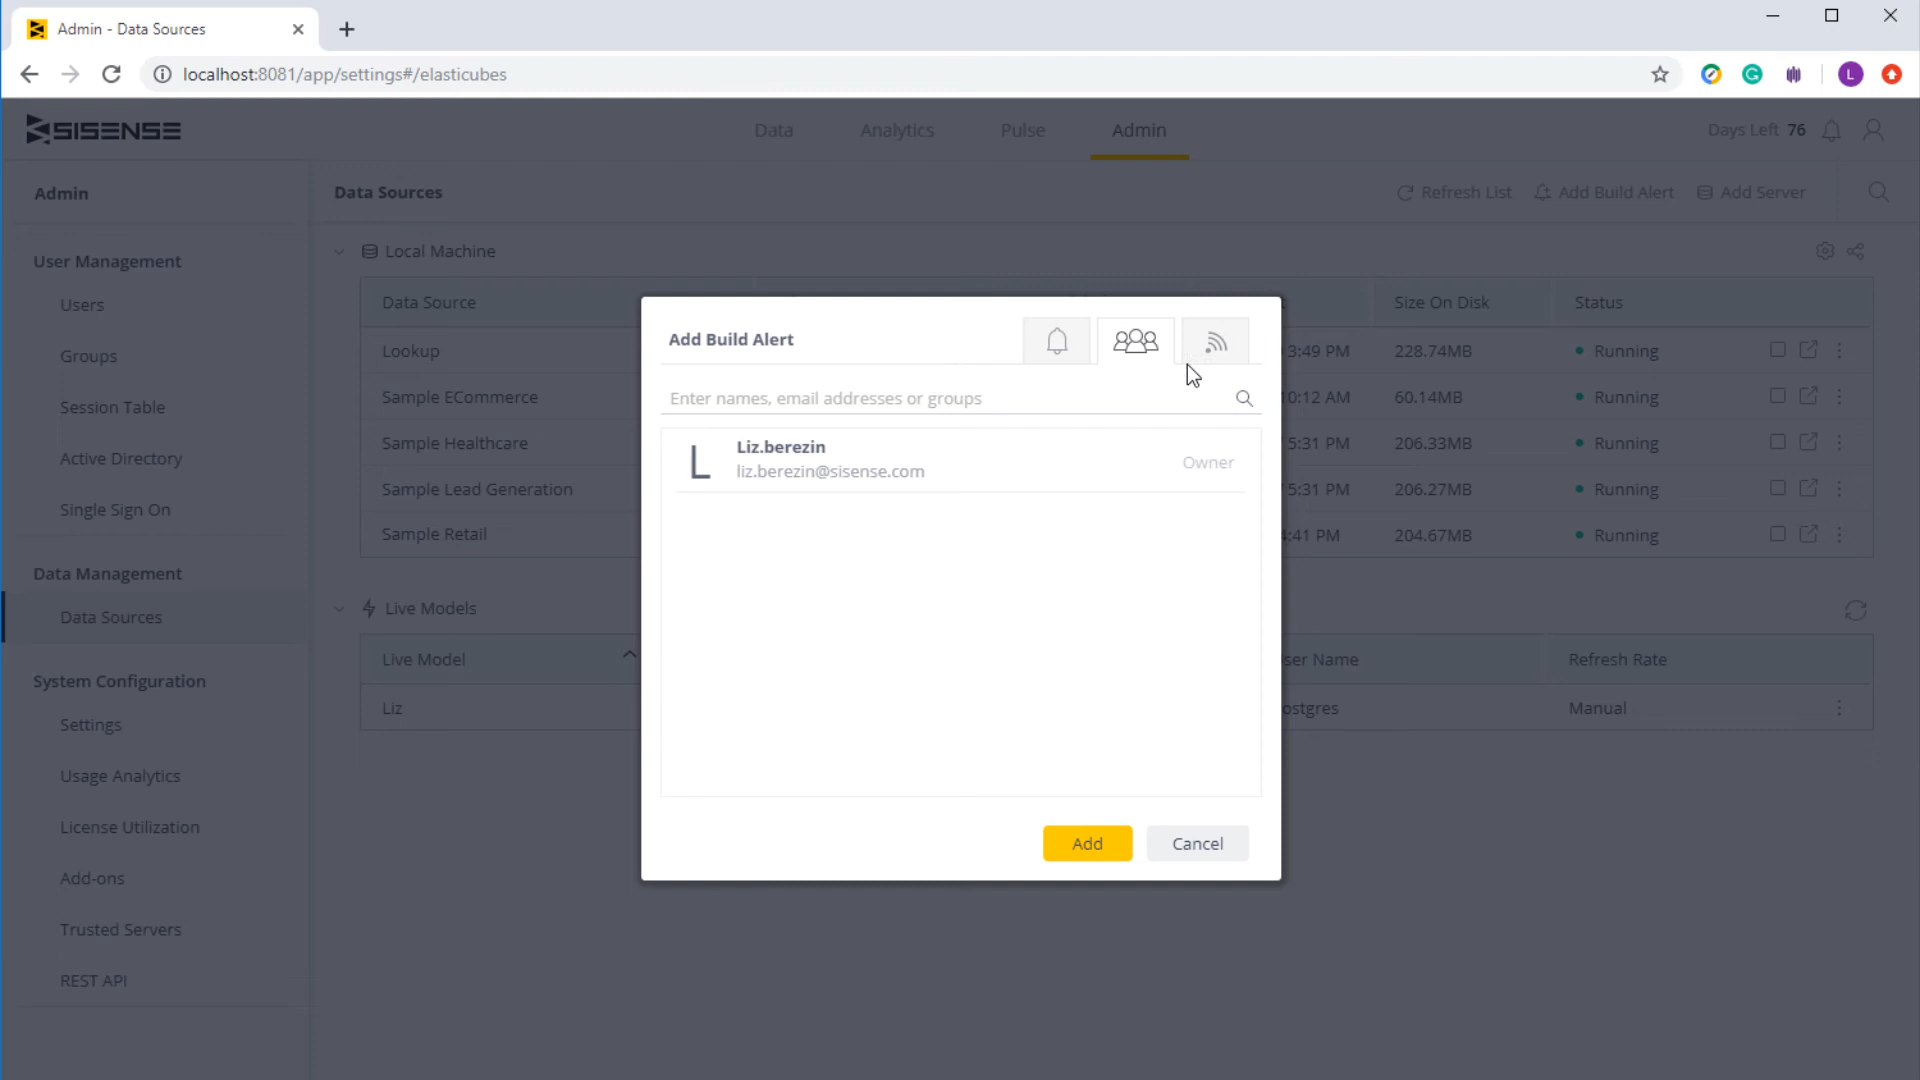 Admin - Data Sources
localhost:8081/app/settings#/elasticubes
L
SISENSE
Data
Analytics
Pulse
Admin
Days Left 76
Admin
Data Sources
Refresh List
Add Build Alert
Add Server
User Management
Users
Groups
Session Table
Active Directory
Single Sign On
Data Management
Data Sources
System Configuration
Settings
Usage Analytics
License Utilization
Add-ons
Trusted Servers
REST API
Local Machine
Data Source Size On Disk Status
Lookup 3:49 PM 228.74MB Running
Sample ECommerce 0:12 AM 60.14MB Running
Sample Healthcare 5:31 PM 206.33MB Running
Sample Lead Generation 5:31 PM 206.27MB Running
Sample Retail :41 PM 204.67MB Running
Live Models
Live Model ser Name Refresh Rate
Liz ostgres Manual
Add Build Alert
Enter names, email addresses or groups
L
Liz.berezin
liz.berezin@sisense.com
Owner
Add
Cancel